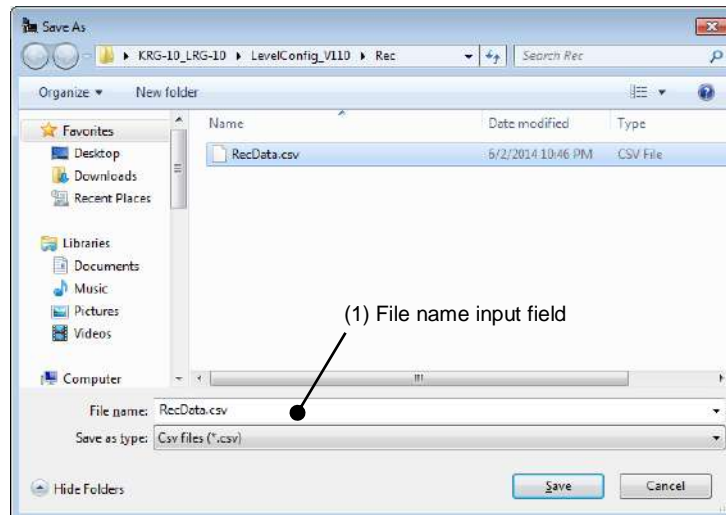 Save As
KRG-10_LRG-10 LevelConfig_V110 Rec
Search Rec
Organize New folder
Name Date modified Type
Favorites
Desktop
Downloads
Recent Places
RecData.csv 6/2/2014 10:46 PM CSV File
Libraries
Documents
Music
Pictures
Videos
Computer
(1) File name input field
File name: RecData.csv
Save as type: Csv files (*.csv)
Hide Folders
Save Cancel